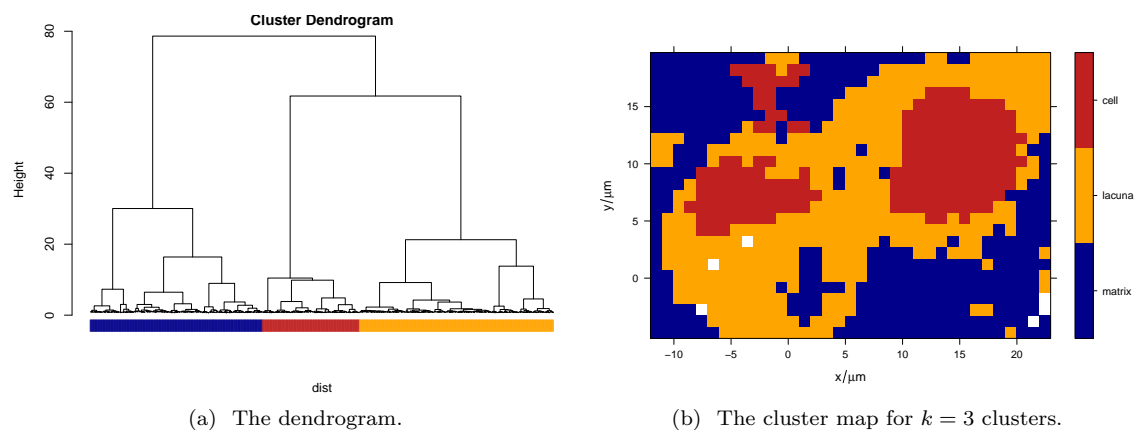 Cluster Dendrogram
Height
0
20
40
60
80
dist
(a) The dendrogram.
y/μm
15
10
5
0
−10
−5
0
5
10
15
20
x/μm
cell
lacuna
matrix
(b) The cluster map for k = 3 clusters.